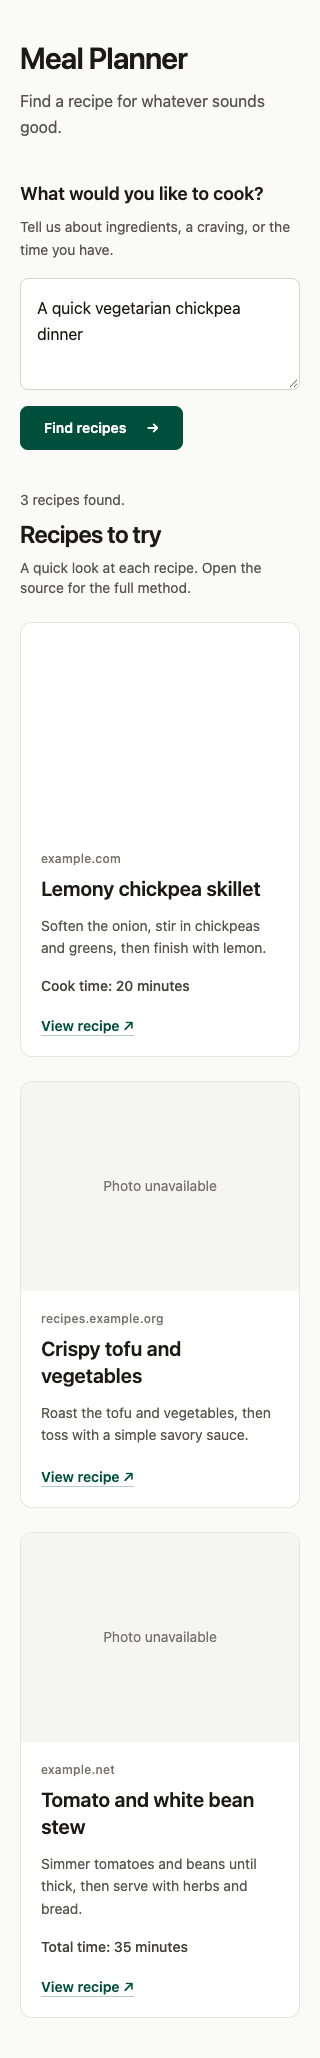 Meal Planner
Find a recipe for whatever sounds
good.
What would you like to cook?
Tell us about ingredients, a craving, or the
time you have.
A quick vegetarian chickpea
dinner
Find recipes →
3 recipes found.
Recipes to try
A quick look at each recipe. Open the
source for the full method.
example.com
Lemony chickpea skillet
Soften the onion, stir in chickpeas
and greens, then finish with lemon.
Cook time: 20 minutes
View recipe ↗
Photo unavailable
recipes.example.org
Crispy tofu and
vegetables
Roast the tofu and vegetables, then
toss with a simple savory sauce.
View recipe ↗
Photo unavailable
example.net
Tomato and white bean
stew
Simmer tomatoes and beans until
thick, then serve with herbs and
bread.
Total time: 35 minutes
View recipe ↗